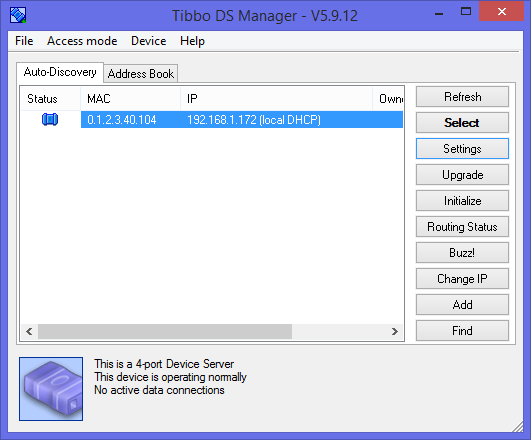 Tibbo DS Manager - V5.9.12
File Access mode Device Help
Auto-Discovery Address Book
Status MAC IP
0.1.2.3.40.104 192.168.1.172 (local DHCP)
Refresh
Select
Settings
Upgrade
Initialize
Routing Status
Buzz!
Change IP
Add
Find
This is a 4-port Device Server
This device is operating normally
No active data connections